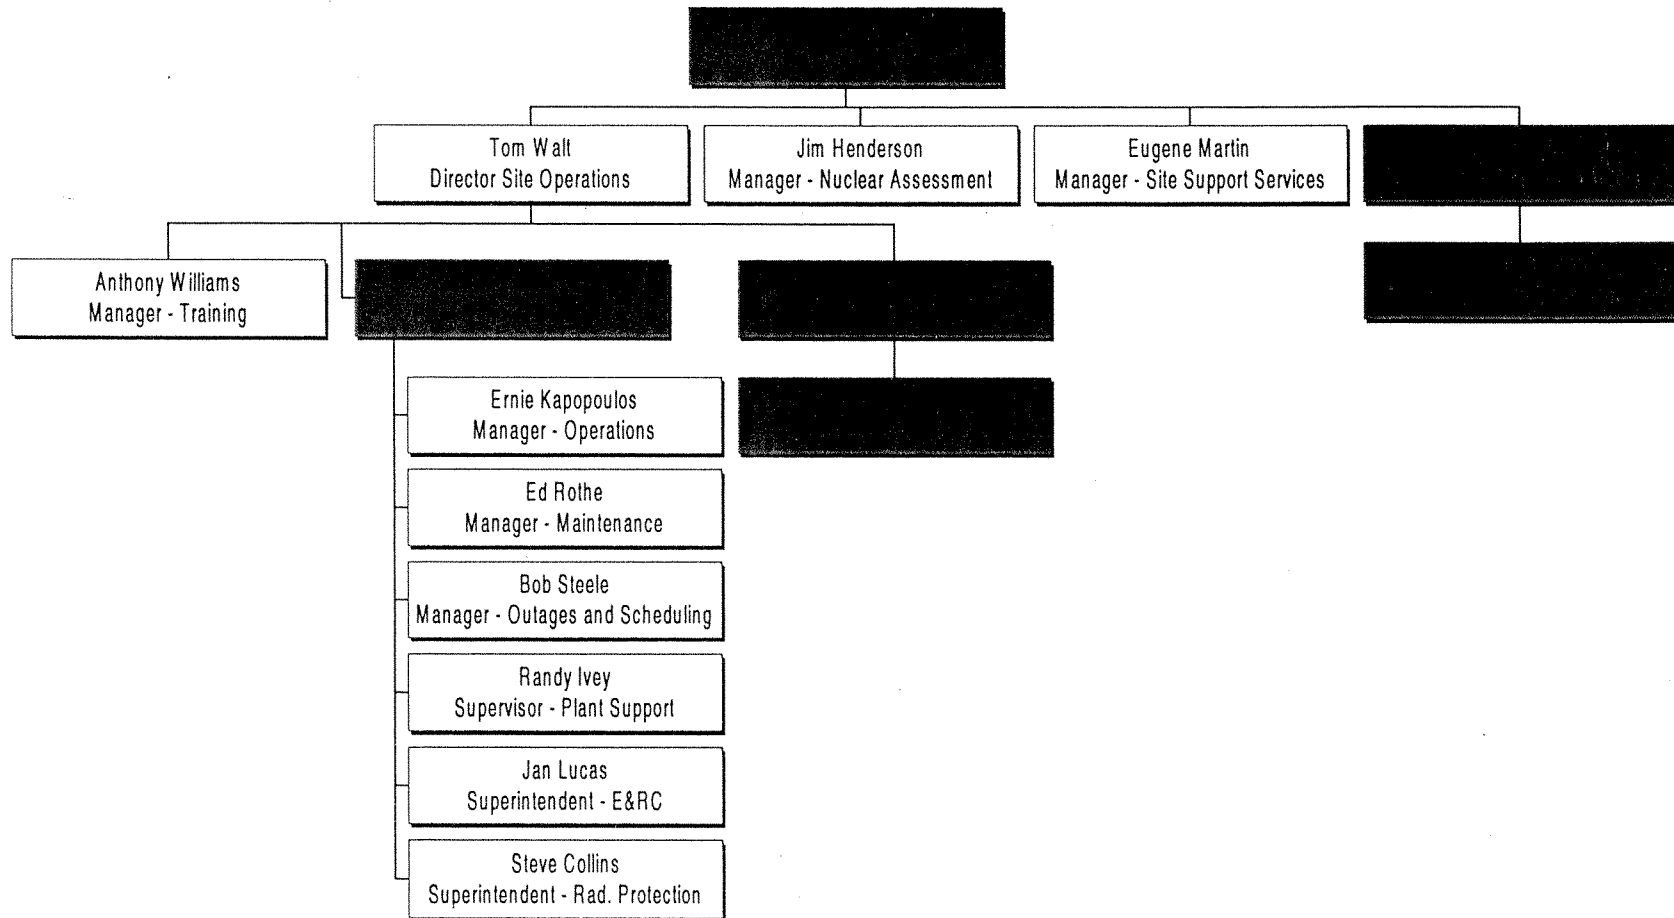 Tom Walt
Director Site Operations
Jim Henderson
Manager - Nuclear Assessment
Eugene Martin
Manager - Site Support Services
Anthony Williams
Manager - Training
Ernie Kapopoulos
Manager - Operations
Ed Rothe
Manager - Maintenance
Bob Steele
Manager - Outages and Scheduling
Randy Ivey
Supervisor - Plant Support
Jan Lucas
Superintendent - E&RC
Steve Collins
Superintendent - Rad. Protection